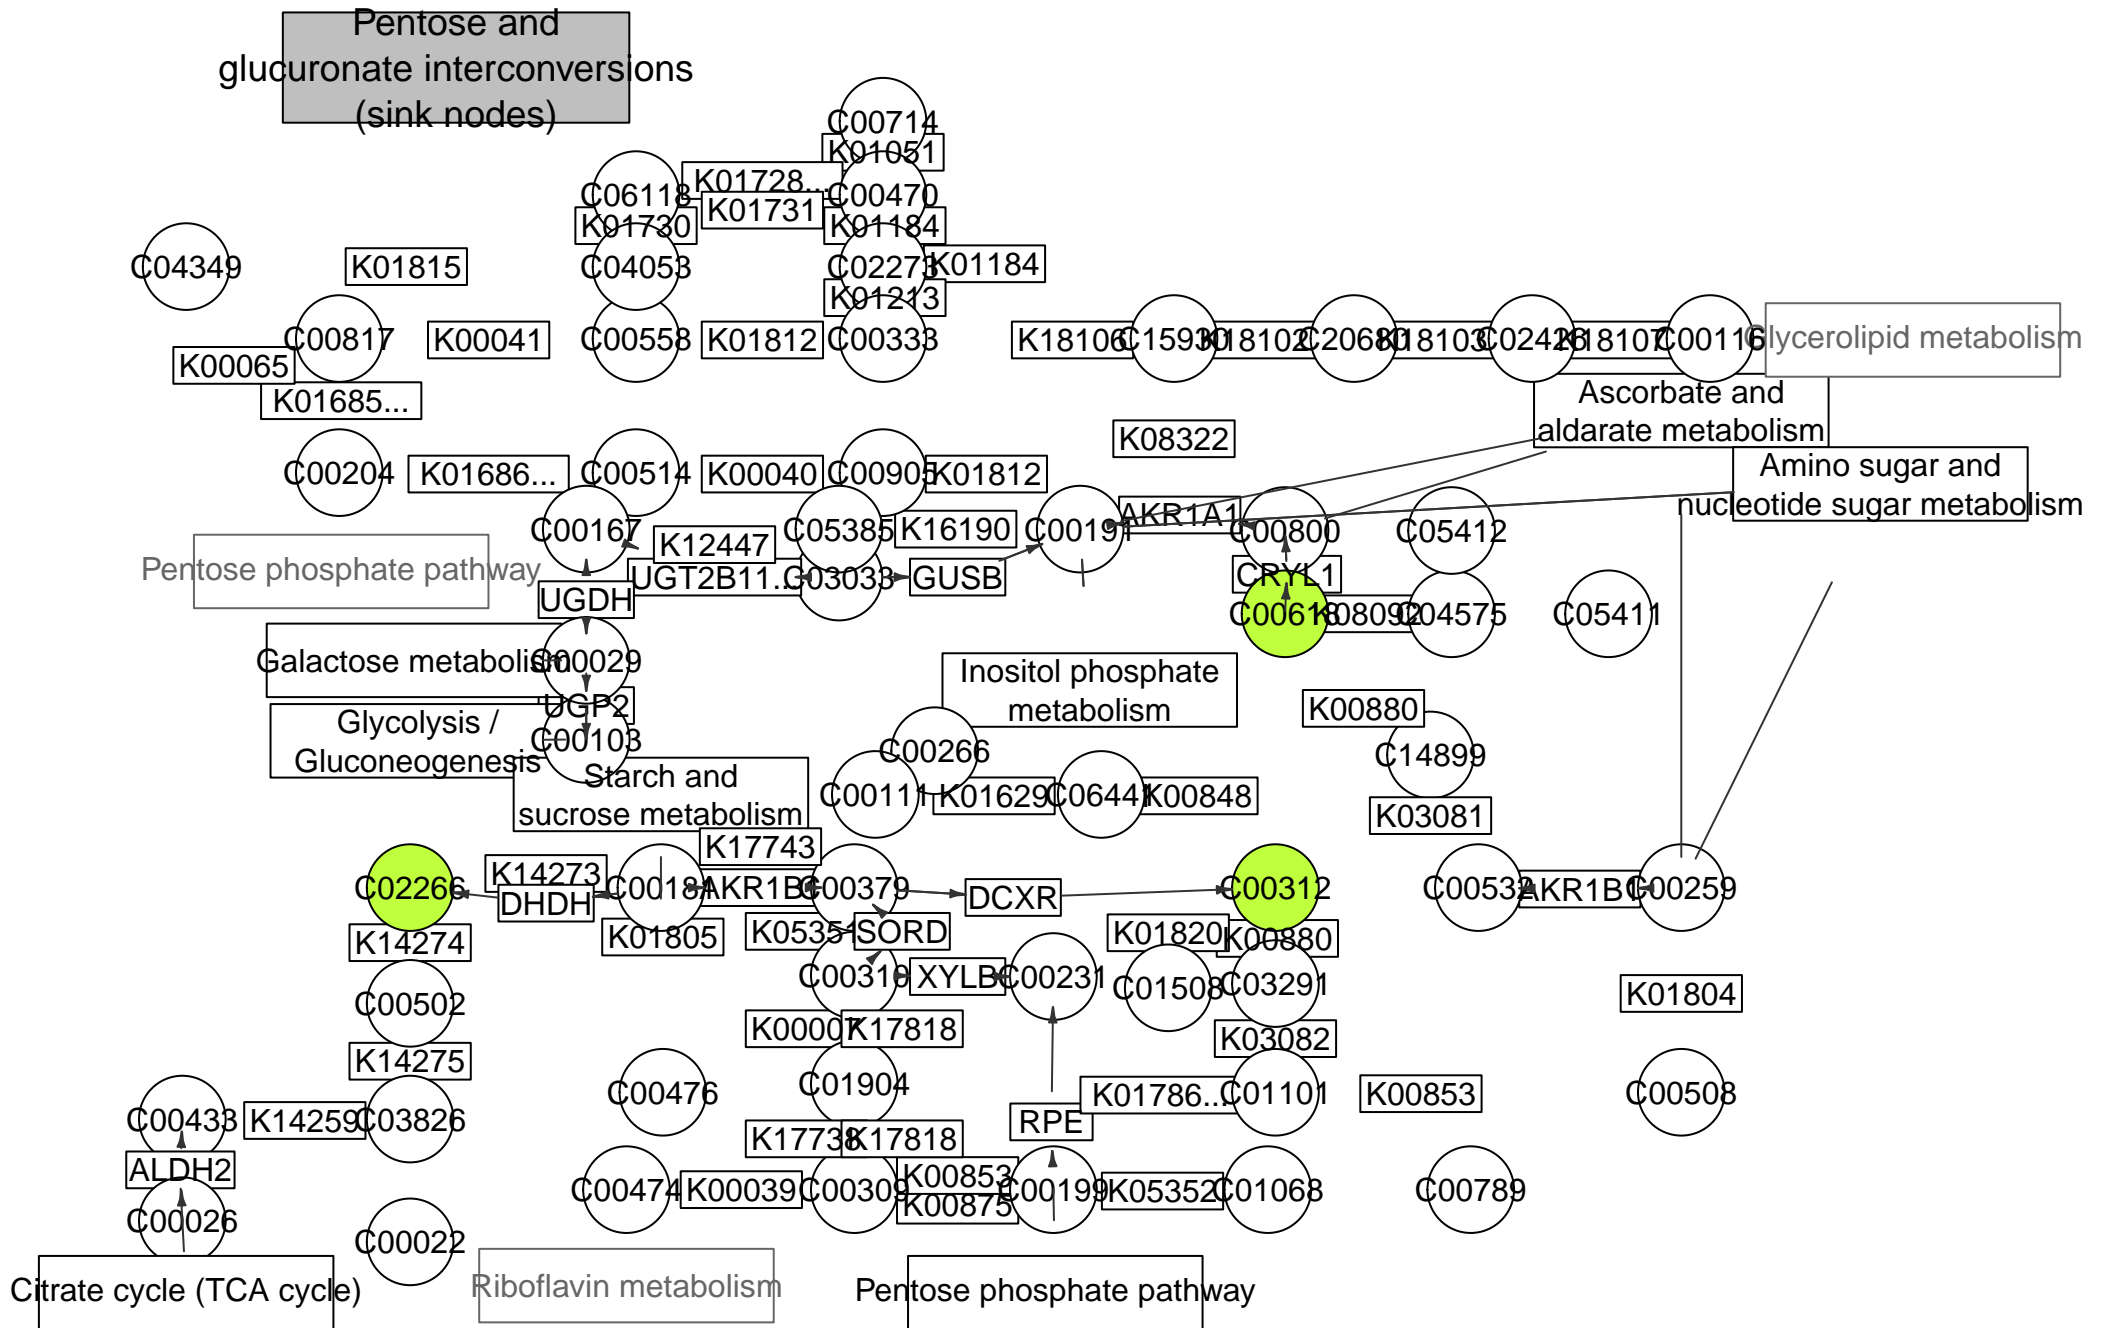 Pentose and
glucuronate interconversions
(sink nodes)
C00714
K01051
C06118
K01728...
C00470
K01731
K01730
K01184
C04349
K01815
C04053
C02273
K01184
K01213
C00817
K00041
C00558
K01812
C00333
K18106
C15930
K18102
C20680
K18103
C02426
K18107
C00116
Glycerolipid metabolism
K00065
K01685...
Ascorbate and
aldarate metabolism
K08322
C00204
K01686...
C00514
K00040
C00905
K01812
Amino sugar and
nucleotide sugar metabolism
C00167
K12447
C05385
K16190
C00191
AKR1A1
C00800
C05412
Pentose phosphate pathway
UGT2B11...
C03033
GUSB
CRYL1
UGDH
C00618
K08092
C04575
C05411
Galactose metabolism
C00029
Inositol phosphate
metabolism
UGP2
K00880
Glycolysis /
Gluconeogenesis
C00103
C00266
C14899
Starch and
sucrose metabolism
C00111
K01629
C06441
K00848
K03081
K17743
C02266
K14273
DHDH
C00181
AKR1B1
C00379
DCXR
C00312
C00532
AKR1B1
C00259
K14274
K01805
K05351
SORD
K01820
K00880
C00502
C00310
XYLB
C00231
C01508
C03291
K01804
K00007
K17818
K03082
K14275
C00476
C01904
K01786...
C01101
K00853
C00508
C00433
K14259
C03826
K17738
K17818
RPE
ALDH2
C00474
K00039
C00309
K00853
K00875
C00199
K05352
C01068
C00789
C00026
C00022
Citrate cycle (TCA cycle)
Riboflavin metabolism
Pentose phosphate pathway